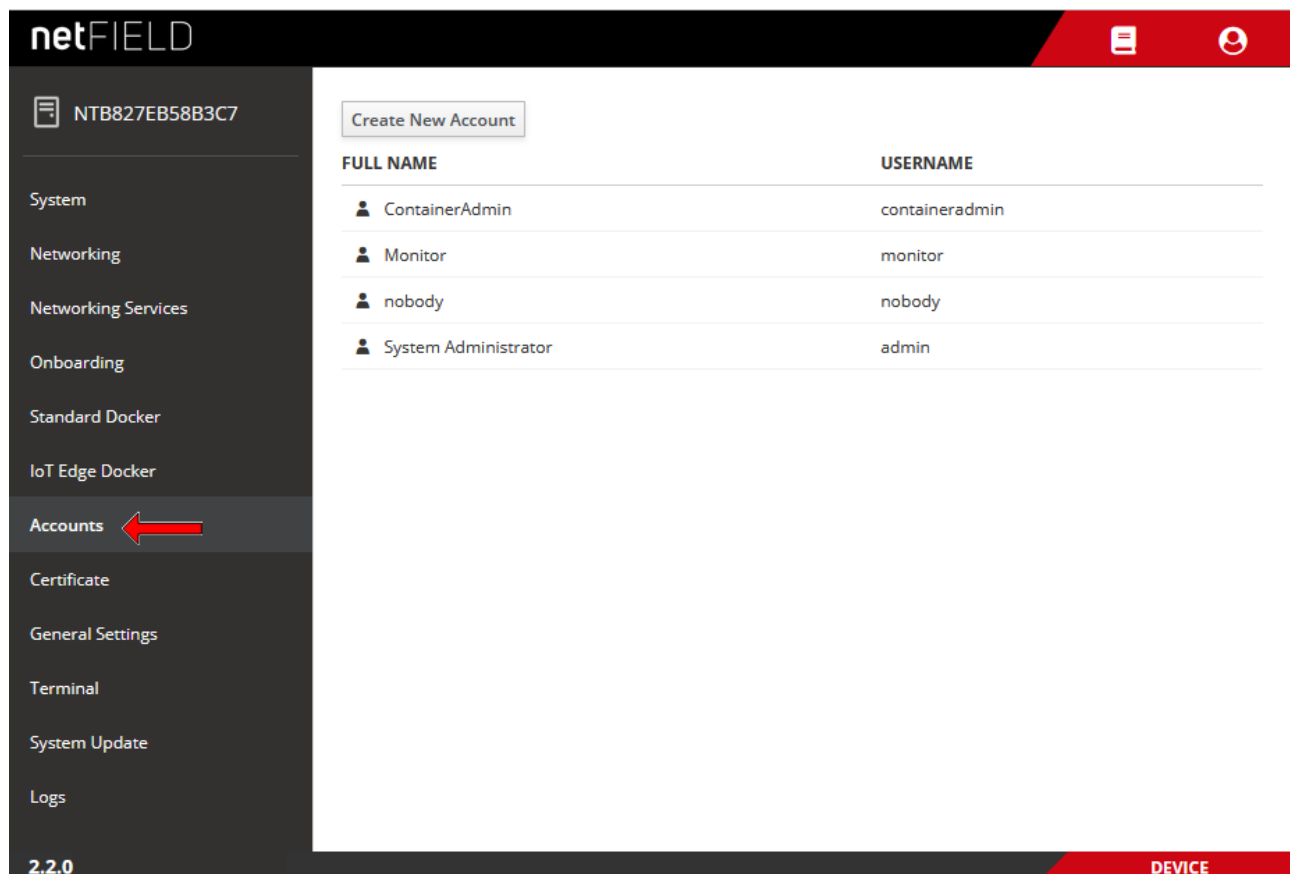 netFIELD
NTB827EB58B3C7
System
Networking
Networking Services
Onboarding
Standard Docker
IoT Edge Docker
Accounts
Certificate
General Settings
Terminal
System Update
Logs
2.2.0
Create New Account
FULL NAME USERNAME
ContainerAdmin containeradmin
Monitor monitor
nobody nobody
System Administrator admin
DEVICE